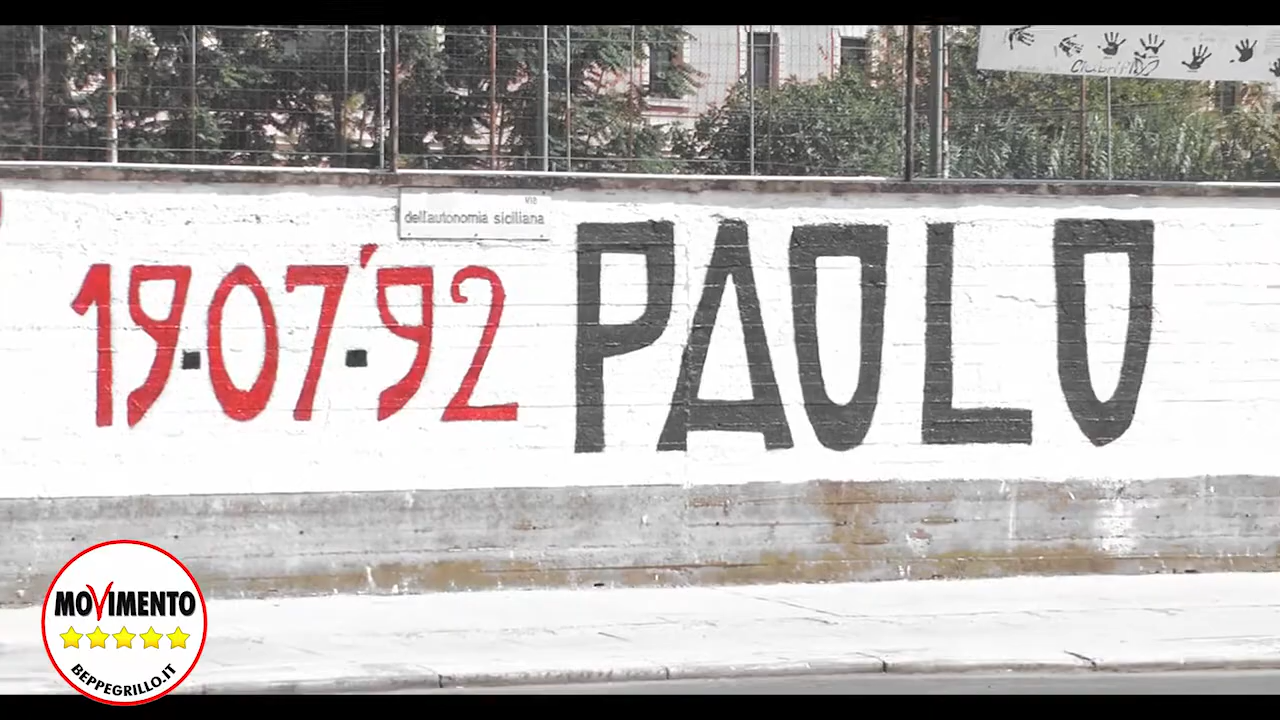 VIA
dell'autonomia siciliana
19·07·'92 PAOLO
MOVIMENTO
BEPPEGRILLO.IT